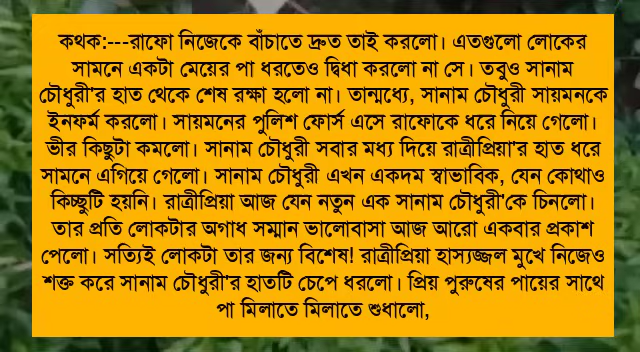 কথক:---রাফো নিজেকে বাঁচাতে দ্রুত তাই করলো। এতগুলো লোকের
সামনে একটা মেয়ের পা ধরতেও দ্বিধা করলো না সে। তবুও সানাম
চৌধুরী'র হাত থেকে শেষ রক্ষা হলো না। তান্মধ্যে, সানাম চৌধুরী সায়মনকে
ইনফর্ম করলো। সায়মনের পুলিশ ফোর্স এসে রাফোকে ধরে নিয়ে গেলো।
ভীর কিছুটা কমলো। সানাম চৌধুরী সবার মধ্য দিয়ে রাত্রীপ্রিয়া'র হাত ধরে
সামনে এগিয়ে গেলো। সানাম চৌধুরী এখন একদম স্বাভাবিক, যেন কোথাও
কিচ্ছুটি হয়নি। রাত্রীপ্রিয়া আজ যেন নতুন এক সানাম চৌধুরী'কে চিনলো।
তার প্রতি লোকটার অগাধ সম্মান ভালোবাসা আজ আরো একবার প্রকাশ
পেলো। সত্যিই লোকটা তার জন্য বিশেষ! রাত্রীপ্রিয়া হাস্যজ্জল মুখে নিজেও
শক্ত করে সানাম চৌধুরী'র হাতটি চেপে ধরলো। প্রিয় পুরুষের পায়ের সাথে
পা মিলাতে মিলাতে শুধালো,